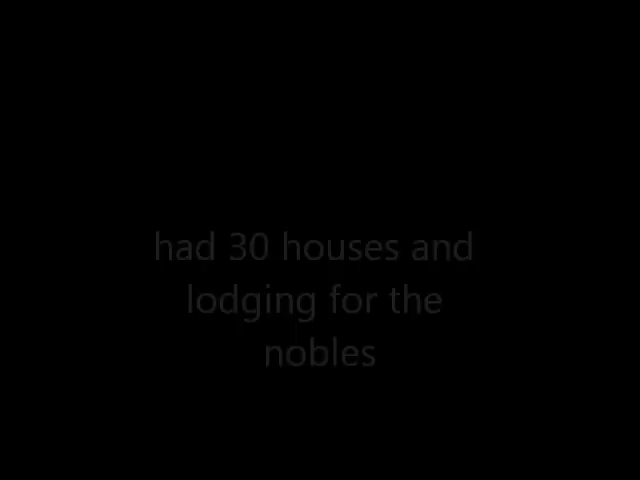 had 30 houses and
lodging for the
nobles